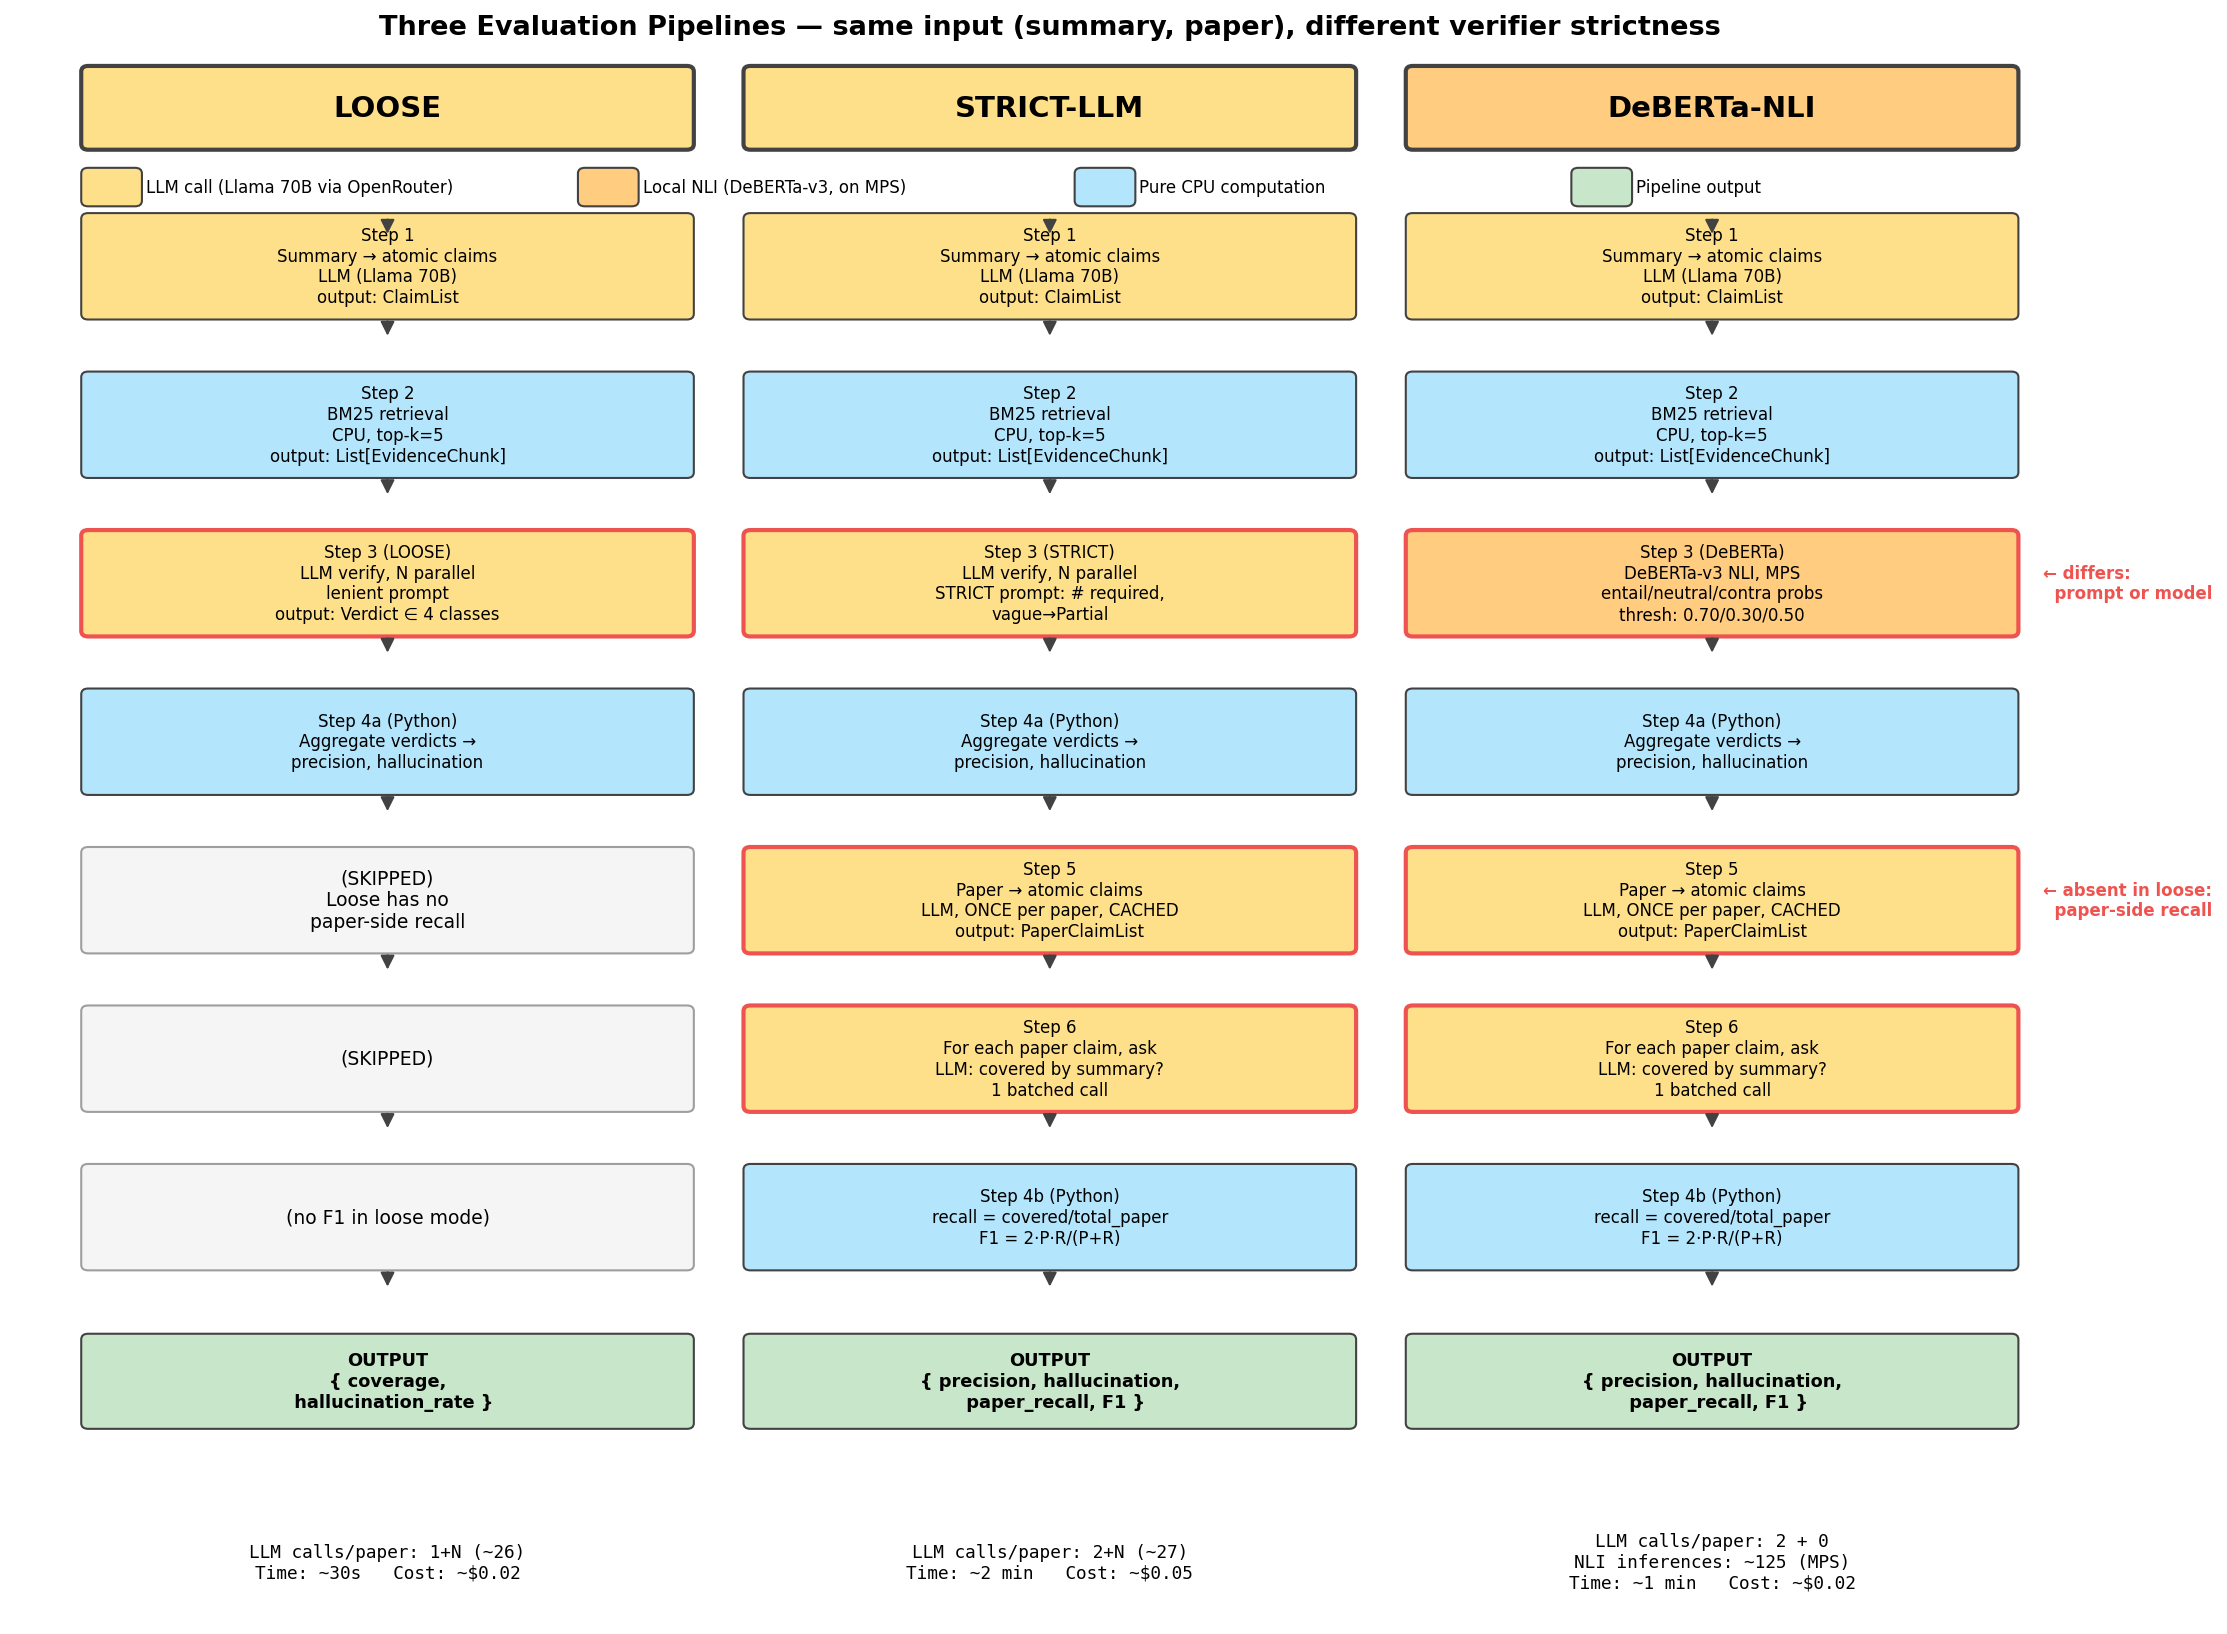 Three Evaluation Pipelines — same input (summary, paper), different verifier strictness
LOOSE
STRICT-LLM
DeBERTa-NLI
LLM call (Llama 70B via OpenRouter)
Local NLI (DeBERTa-v3, on MPS)
Pure CPU computation
Pipeline output
Step 1
Summary → atomic claims
LLM (Llama 70B)
output: ClaimList
Step 1
Summary → atomic claims
LLM (Llama 70B)
output: ClaimList
Step 1
Summary → atomic claims
LLM (Llama 70B)
output: ClaimList
Step 2
BM25 retrieval
CPU, top-k=5
output: List[EvidenceChunk]
Step 2
BM25 retrieval
CPU, top-k=5
output: List[EvidenceChunk]
Step 2
BM25 retrieval
CPU, top-k=5
output: List[EvidenceChunk]
Step 3 (LOOSE)
LLM verify, N parallel
lenient prompt
output: Verdict ∈ 4 classes
Step 3 (STRICT)
LLM verify, N parallel
STRICT prompt: # required,
vague→Partial
Step 3 (DeBERTa)
DeBERTa-v3 NLI, MPS
entail/neutral/contra probs
thresh: 0.70/0.30/0.50
← differs:
prompt or model
Step 4a (Python)
Aggregate verdicts →
precision, hallucination
Step 4a (Python)
Aggregate verdicts →
precision, hallucination
Step 4a (Python)
Aggregate verdicts →
precision, hallucination
(SKIPPED)
Loose has no
paper-side recall
Step 5
Paper → atomic claims
LLM, ONCE per paper, CACHED
output: PaperClaimList
Step 5
Paper → atomic claims
LLM, ONCE per paper, CACHED
output: PaperClaimList
← absent in loose:
paper-side recall
(SKIPPED)
Step 6
For each paper claim, ask
LLM: covered by summary?
1 batched call
Step 6
For each paper claim, ask
LLM: covered by summary?
1 batched call
(no F1 in loose mode)
Step 4b (Python)
recall = covered/total_paper
F1 = 2·P·R/(P+R)
Step 4b (Python)
recall = covered/total_paper
F1 = 2·P·R/(P+R)
OUTPUT
{ coverage,
hallucination_rate }
OUTPUT
{ precision, hallucination,
paper_recall, F1 }
OUTPUT
{ precision, hallucination,
paper_recall, F1 }
LLM calls/paper: 1+N (~26)
Time: ~30s   Cost: ~$0.02
LLM calls/paper: 2+N (~27)
Time: ~2 min   Cost: ~$0.05
LLM calls/paper: 2 + 0
NLI inferences: ~125 (MPS)
Time: ~1 min   Cost: ~$0.02